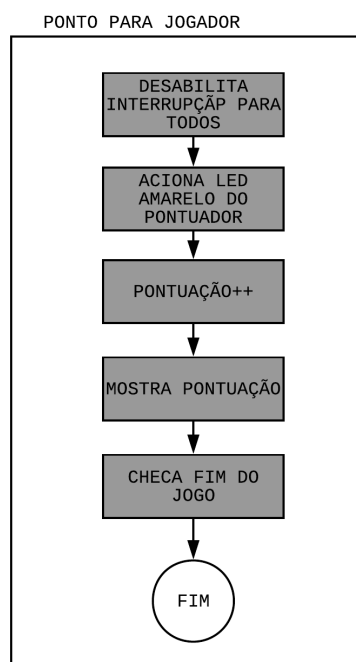 PONTO PARA JOGADOR
DESABILITA
INTERRUPÇÃP PARA
TODOS
ACIONA LED
AMARELO DO
PONTUADOR
PONTUAÇÃO++
MOSTRA PONTUAÇÃO
CHECA FIM DO
JOGO
FIM